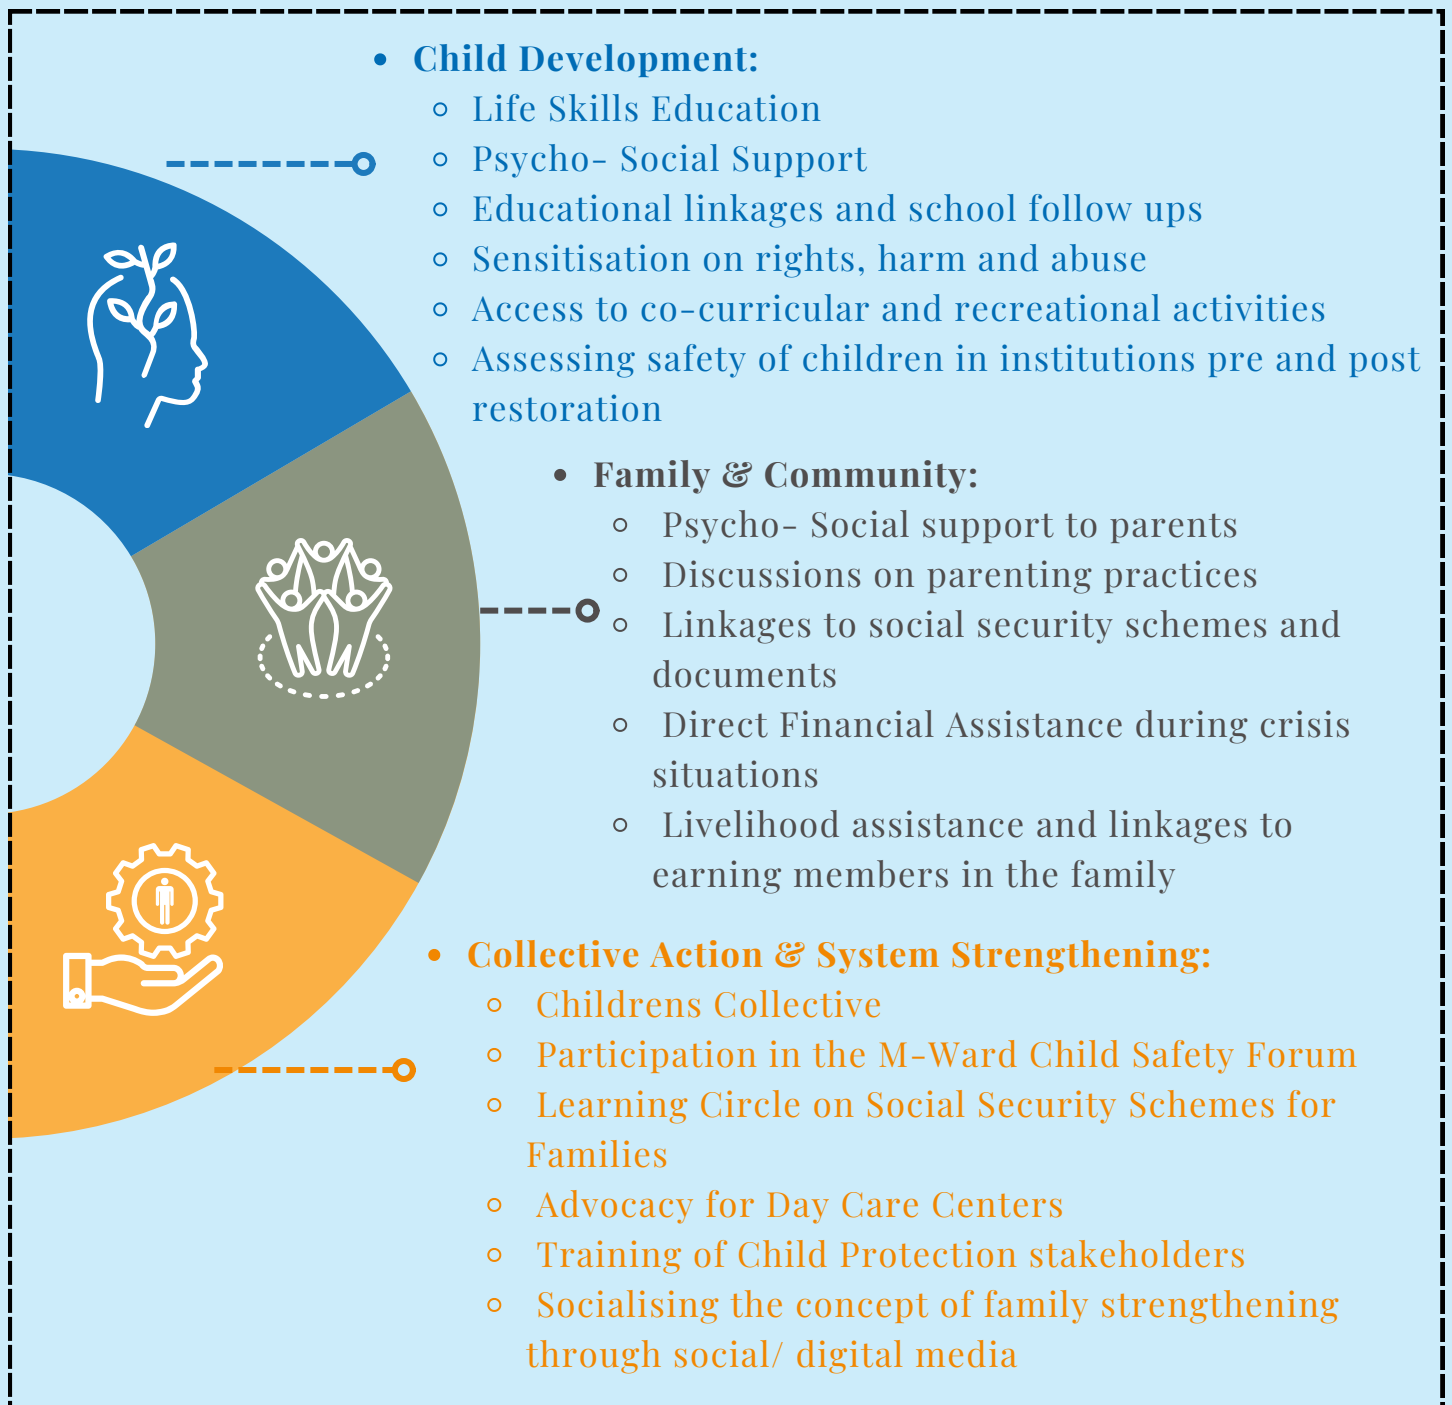 Child Development:
Life Skills Education
Psycho- Social Support
Educational linkages and school follow ups
Sensitisation on rights, harm and abuse
Access to co-curricular and recreational activities
Assessing safety of children in institutions pre and post
restoration
Family & Community:
Psycho- Social support to parents
Discussions on parenting practices
Linkages to social security schemes and
documents
Direct Financial Assistance during crisis
situations
Livelihood assistance and linkages to
earning members in the family
Collective Action & System Strengthening:
Childrens Collective
Participation in the M-Ward Child Safety Forum
Learning Circle on Social Security Schemes for
Families
Advocacy for Day Care Centers
Training of Child Protection stakeholders
Socialising the concept of family strengthening
through social/ digital media